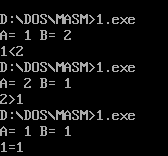 D:\DOS\MASM>1.exe
A= 1 B= 2
1<2
D:\DOS\MASM>1.exe
A= 2 B= 1
2>1
D:\DOS\MASM>1.exe
A= 1 B= 1
1=1